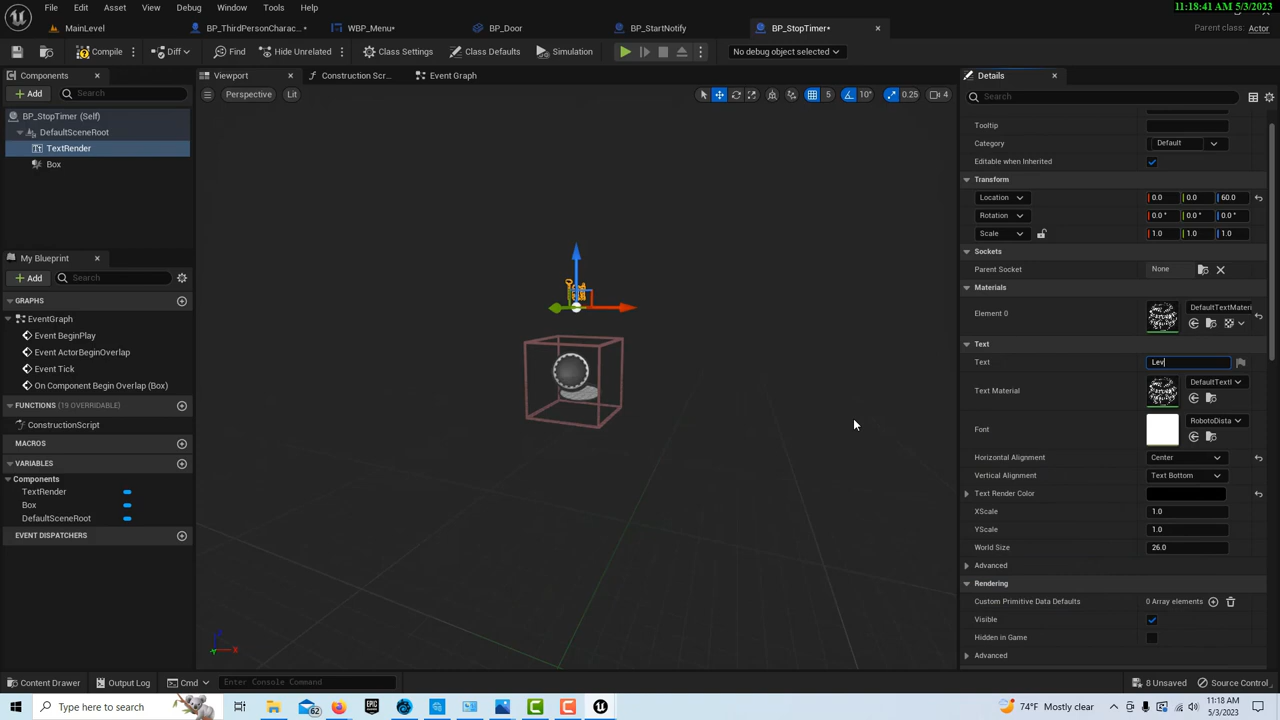 File Edit Asset View Debug Window Tools Help
11:18:41 AM 5/3/2023
MainLevel BP_ThirdPersonCharac...* WBP_Menu* BP_Door BP_StartNotify BP_StopTimer*
Parent class: Actor
Compile Diff Find Hide Unrelated Class Settings Class Defaults Simulation No debug object selected
Components
Viewport Construction Scr... Event Graph
Details
Add Search
Perspective Lit 5 10° 0.25 4
Search
BP_StopTimer (Self)
DefaultSceneRoot
TextRender
Box
Tooltip
Category Default
Editable when Inherited
Transform
Location 0.0 0.0 60.0
Rotation 0.0 ° 0.0 ° 0.0 °
Scale 1.0 1.0 1.0
Sockets
Parent Socket None
Materials
Element 0 DefaultTextMateri
Text
Text Lev
Text Material DefaultTextI
Font RobotoDista
Horizontal Alignment Center
Vertical Alignment Text Bottom
Text Render Color
XScale 1.0
YScale 1.0
World Size 26.0
Advanced
Rendering
Custom Primitive Data Defaults 0 Array elements
Visible
Hidden in Game
Advanced
My Blueprint
Add Search
GRAPHS
EventGraph
Event BeginPlay
Event ActorBeginOverlap
Event Tick
On Component Begin Overlap (Box)
FUNCTIONS (19 OVERRIDABLE)
ConstructionScript
MACROS
VARIABLES
Components
TextRender
Box
DefaultSceneRoot
EVENT DISPATCHERS
Content Drawer Output Log Cmd Enter Console Command 8 Unsaved Source Control
Type here to search
62
EPIC
74°F Mostly clear
11:18 AM
5/3/2023